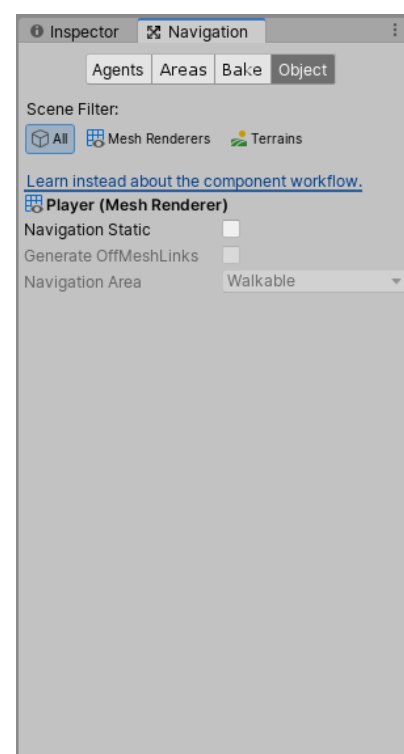 Inspector Navigation
Agents Areas Bake Object
Scene Filter:
All Mesh Renderers Terrains
Learn instead about the component workflow.
Player (Mesh Renderer)
Navigation Static
Generate OffMeshLinks
Navigation Area Walkable